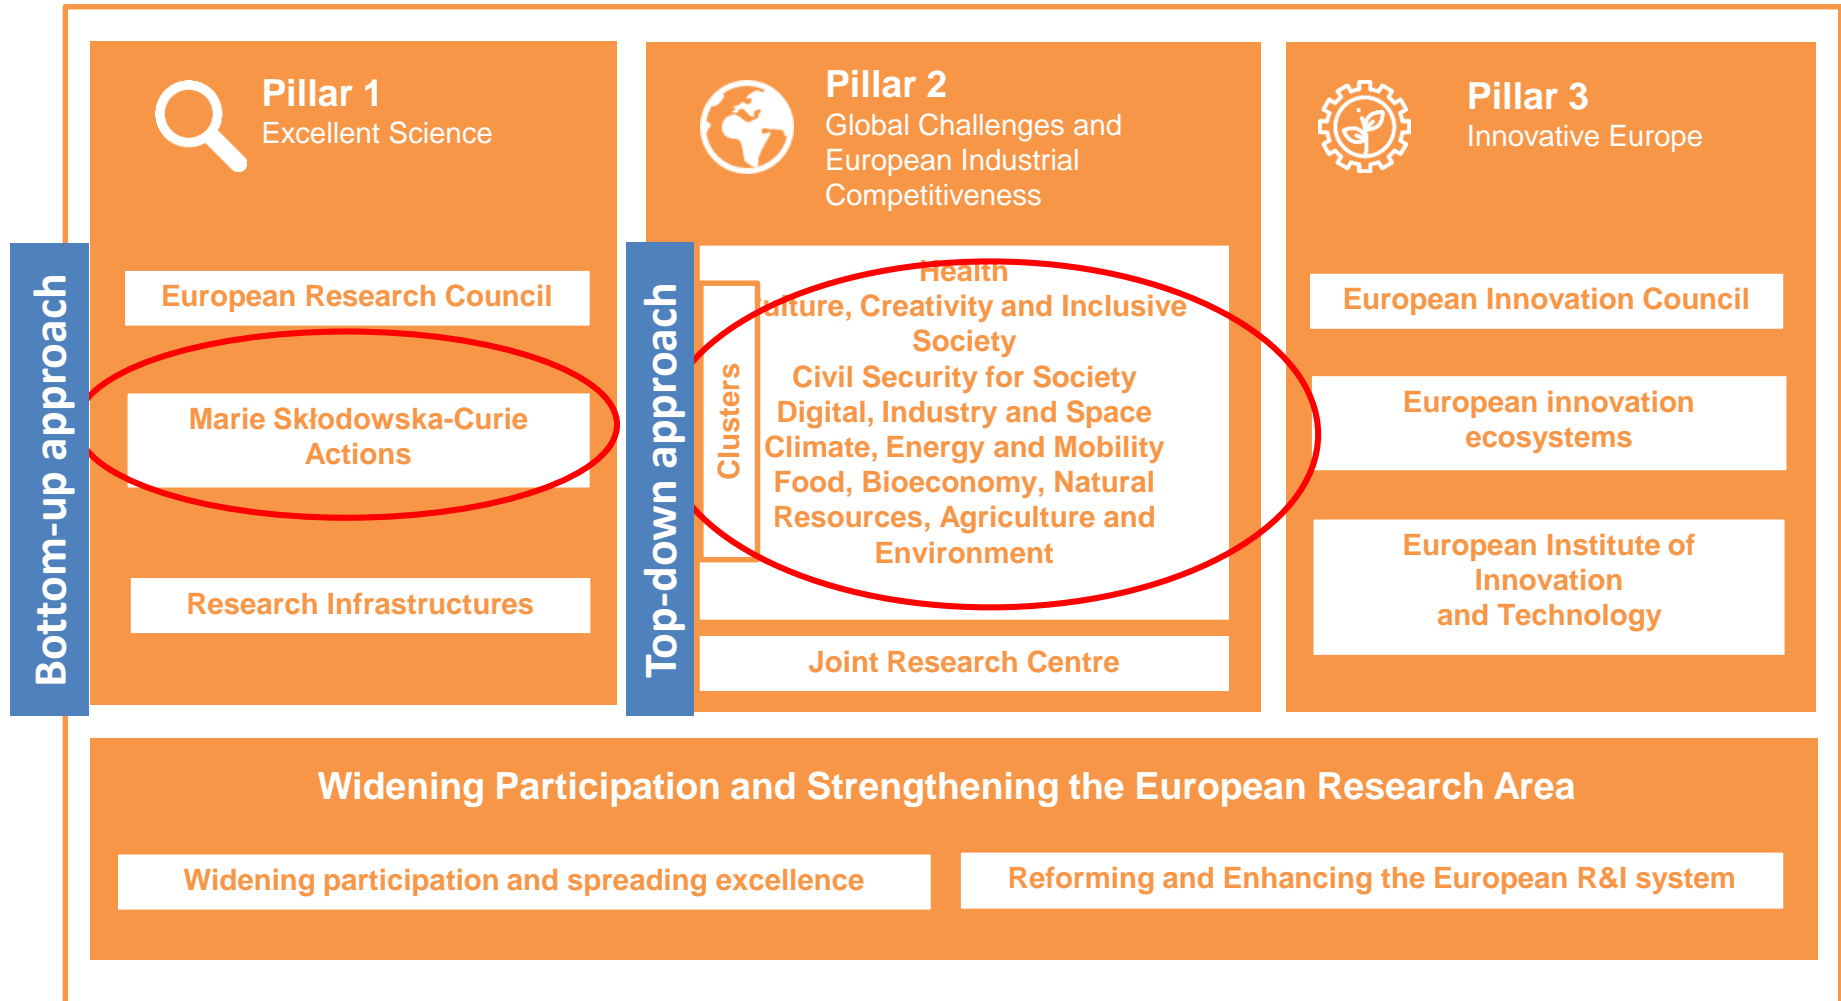 Pillar 1
Excellent Science
Bottom-up approach
European Research Council
Marie Skłodowska-Curie
Actions
Research Infrastructures
Pillar 2
Global Challenges and
European Industrial
Competitiveness
Top-down approach
Clusters
Health
ulture, Creativity and Inclusive
Society
Civil Security for Society
Digital, Industry and Space
Climate, Energy and Mobility
Food, Bioeconomy, Natural
Resources, Agriculture and
Environment
Joint Research Centre
Pillar 3
Innovative Europe
European Innovation Council
European innovation
ecosystems
European Institute of
Innovation
and Technology
Widening Participation and Strengthening the European Research Area
Widening participation and spreading excellence
Reforming and Enhancing the European R&I system